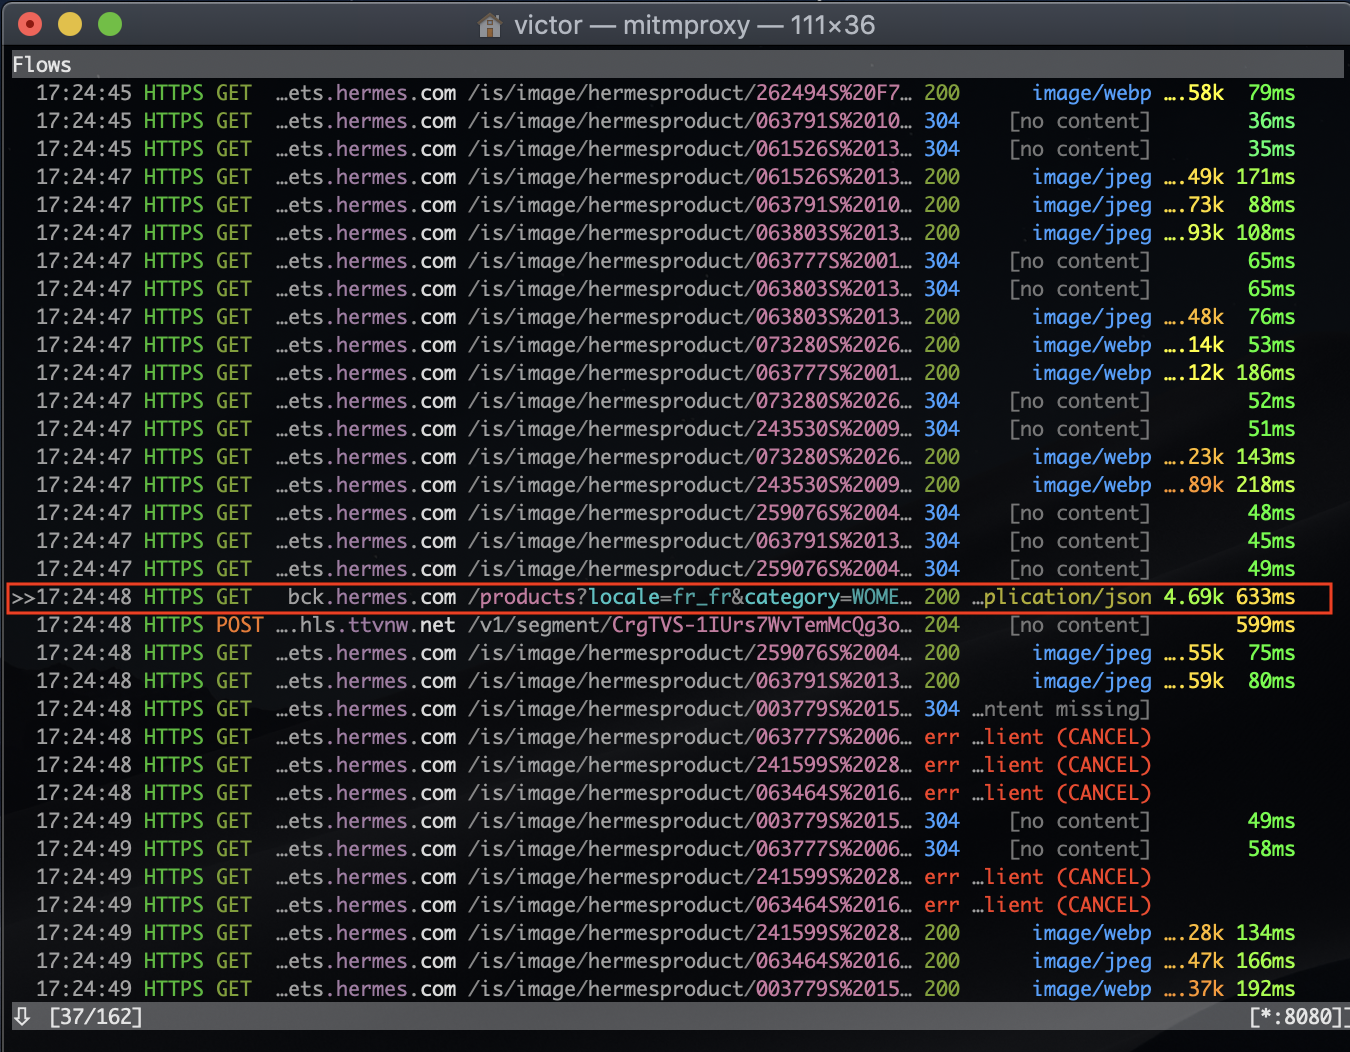 victor — mitmproxy — 111×36
Flows
17:24:45 HTTPS GET …ets.hermes.com /is/image/hermesproduct/262494S%20F7… 200 image/webp ….58k 79ms
17:24:45 HTTPS GET …ets.hermes.com /is/image/hermesproduct/063791S%2010… 304 [no content] 36ms
17:24:45 HTTPS GET …ets.hermes.com /is/image/hermesproduct/061526S%2013… 304 [no content] 35ms
17:24:47 HTTPS GET …ets.hermes.com /is/image/hermesproduct/061526S%2013… 200 image/jpeg ….49k 171ms
17:24:47 HTTPS GET …ets.hermes.com /is/image/hermesproduct/063791S%2010… 200 image/jpeg ….73k 88ms
17:24:47 HTTPS GET …ets.hermes.com /is/image/hermesproduct/063803S%2013… 200 image/jpeg ….93k 108ms
17:24:47 HTTPS GET …ets.hermes.com /is/image/hermesproduct/063777S%2001… 304 [no content] 65ms
17:24:47 HTTPS GET …ets.hermes.com /is/image/hermesproduct/063803S%2013… 304 [no content] 65ms
17:24:47 HTTPS GET …ets.hermes.com /is/image/hermesproduct/063803S%2013… 200 image/jpeg ….48k 76ms
17:24:47 HTTPS GET …ets.hermes.com /is/image/hermesproduct/073280S%2026… 200 image/webp ….14k 53ms
17:24:47 HTTPS GET …ets.hermes.com /is/image/hermesproduct/063777S%2001… 200 image/webp ….12k 186ms
17:24:47 HTTPS GET …ets.hermes.com /is/image/hermesproduct/073280S%2026… 304 [no content] 52ms
17:24:47 HTTPS GET …ets.hermes.com /is/image/hermesproduct/243530S%2009… 304 [no content] 51ms
17:24:47 HTTPS GET …ets.hermes.com /is/image/hermesproduct/073280S%2026… 200 image/webp ….23k 143ms
17:24:47 HTTPS GET …ets.hermes.com /is/image/hermesproduct/243530S%2009… 200 image/webp ….89k 218ms
17:24:47 HTTPS GET …ets.hermes.com /is/image/hermesproduct/259076S%2004… 304 [no content] 48ms
17:24:47 HTTPS GET …ets.hermes.com /is/image/hermesproduct/063791S%2013… 304 [no content] 45ms
17:24:47 HTTPS GET …ets.hermes.com /is/image/hermesproduct/259076S%2004… 304 [no content] 49ms
>>17:24:48 HTTPS GET bck.hermes.com /products?locale=fr_fr&category=WOME… 200 …plication/json 4.69k 633ms
17:24:48 HTTPS POST ….hls.ttvnw.net /v1/segment/CrgTVS-1IUrs7WvTemMcQg3o… 204 [no content] 599ms
17:24:48 HTTPS GET …ets.hermes.com /is/image/hermesproduct/259076S%2004… 200 image/jpeg ….55k 75ms
17:24:48 HTTPS GET …ets.hermes.com /is/image/hermesproduct/063791S%2013… 200 image/jpeg ….59k 80ms
17:24:48 HTTPS GET …ets.hermes.com /is/image/hermesproduct/003779S%2015… 304 …ntent missing]
17:24:48 HTTPS GET …ets.hermes.com /is/image/hermesproduct/063777S%2006… err …lient (CANCEL)
17:24:48 HTTPS GET …ets.hermes.com /is/image/hermesproduct/241599S%2028… err …lient (CANCEL)
17:24:48 HTTPS GET …ets.hermes.com /is/image/hermesproduct/063464S%2016… err …lient (CANCEL)
17:24:49 HTTPS GET …ets.hermes.com /is/image/hermesproduct/003779S%2015… 304 [no content] 49ms
17:24:49 HTTPS GET …ets.hermes.com /is/image/hermesproduct/063777S%2006… 304 [no content] 58ms
17:24:49 HTTPS GET …ets.hermes.com /is/image/hermesproduct/241599S%2028… err …lient (CANCEL)
17:24:49 HTTPS GET …ets.hermes.com /is/image/hermesproduct/063464S%2016… err …lient (CANCEL)
17:24:49 HTTPS GET …ets.hermes.com /is/image/hermesproduct/241599S%2028… 200 image/webp ….28k 134ms
17:24:49 HTTPS GET …ets.hermes.com /is/image/hermesproduct/063464S%2016… 200 image/jpeg ….47k 166ms
17:24:49 HTTPS GET …ets.hermes.com /is/image/hermesproduct/003779S%2015… 200 image/webp ….37k 192ms
⇩ [37/162] [*:8080]]